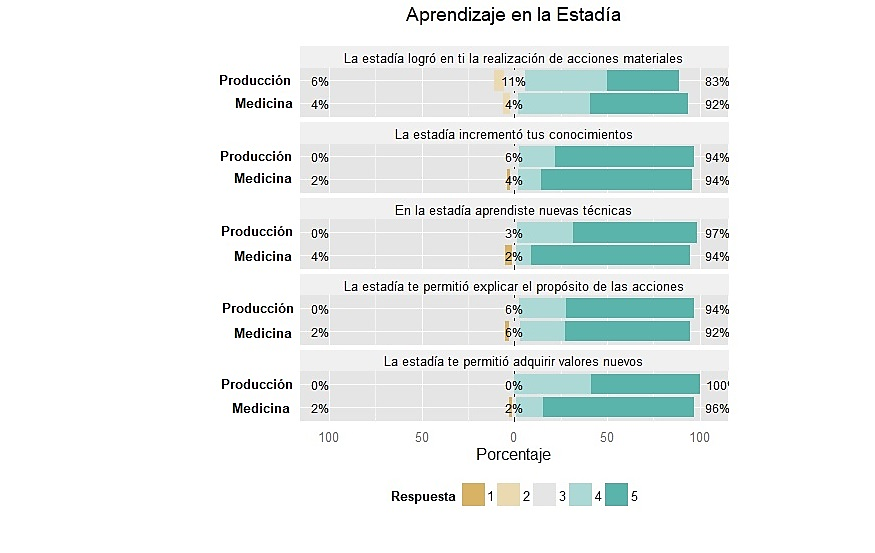 Aprendizaje en la Estadía
La estadía logró en ti la realización de acciones materiales
Producción 6% 11% 83%
Medicina 4% 4% 92%
La estadía incrementó tus conocimientos
Producción 0% 6% 94%
Medicina 2% 4% 94%
En la estadía aprendiste nuevas técnicas
Producción 0% 3% 97%
Medicina 4% 2% 94%
La estadía te permitió explicar el propósito de las acciones
Producción 0% 6% 94%
Medicina 2% 6% 92%
La estadía te permitió adquirir valores nuevos
Producción 0% 0% 100
Medicina 2% 2% 96%
100 50 0 50 100
Porcentaje
Respuesta 1 2 3 4 5